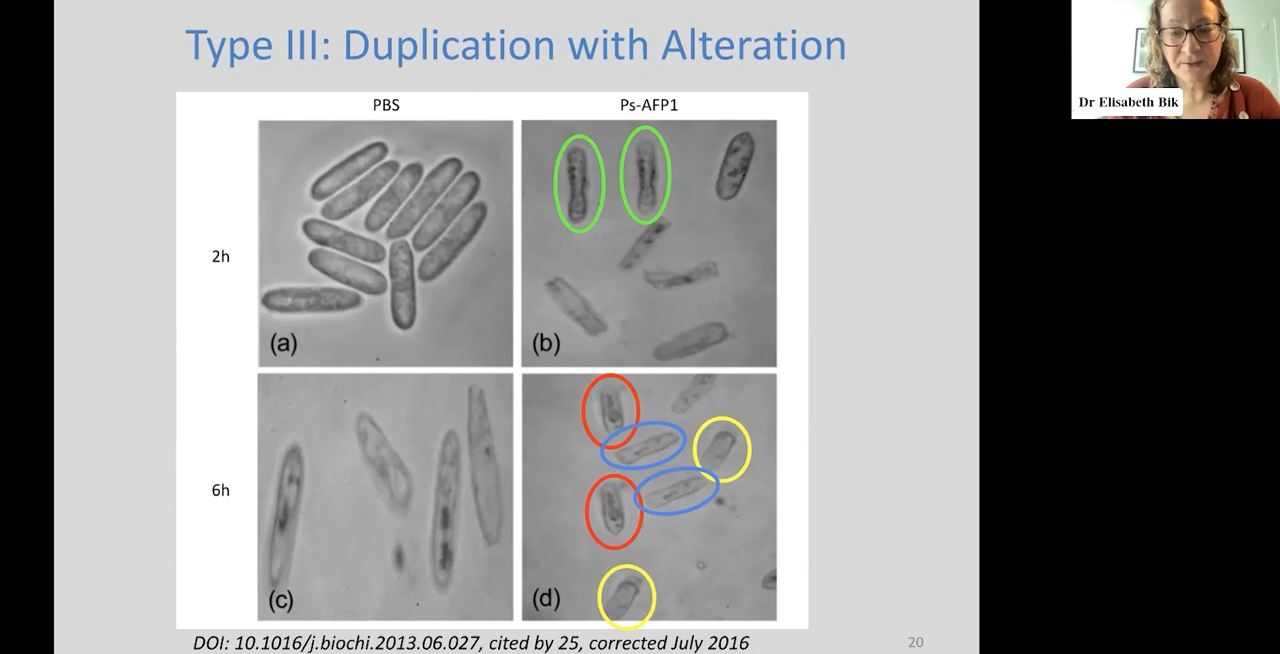 Type III: Duplication with Alteration
Dr Elisabeth Bik
PBS
Ps-AFP1
2h
(a)
(b)
6h
(c)
(d)
DOI: 10.1016/j.biochi.2013.06.027, cited by 25, corrected July 2016
20